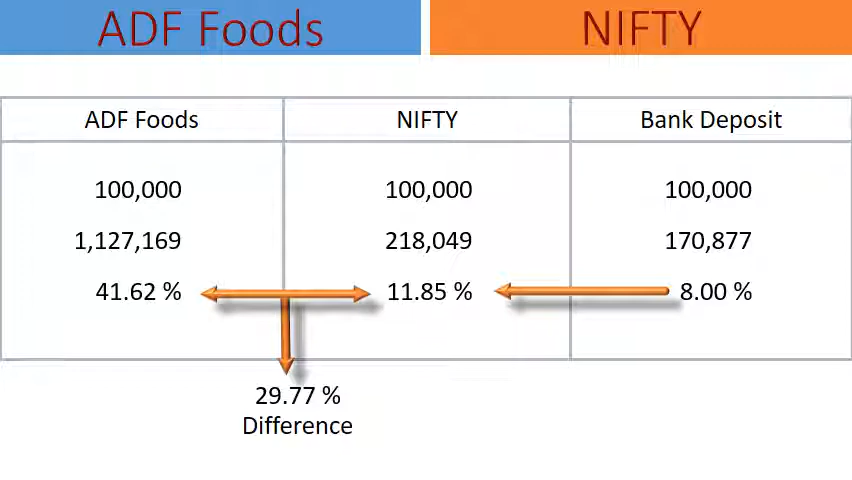 ADF Foods NIFTY
ADF Foods NIFTY Bank Deposit
100,000 100,000 100,000
1,127,169 218,049 170,877
41.62 % 11.85 % 8.00 %
29.77 %
Difference